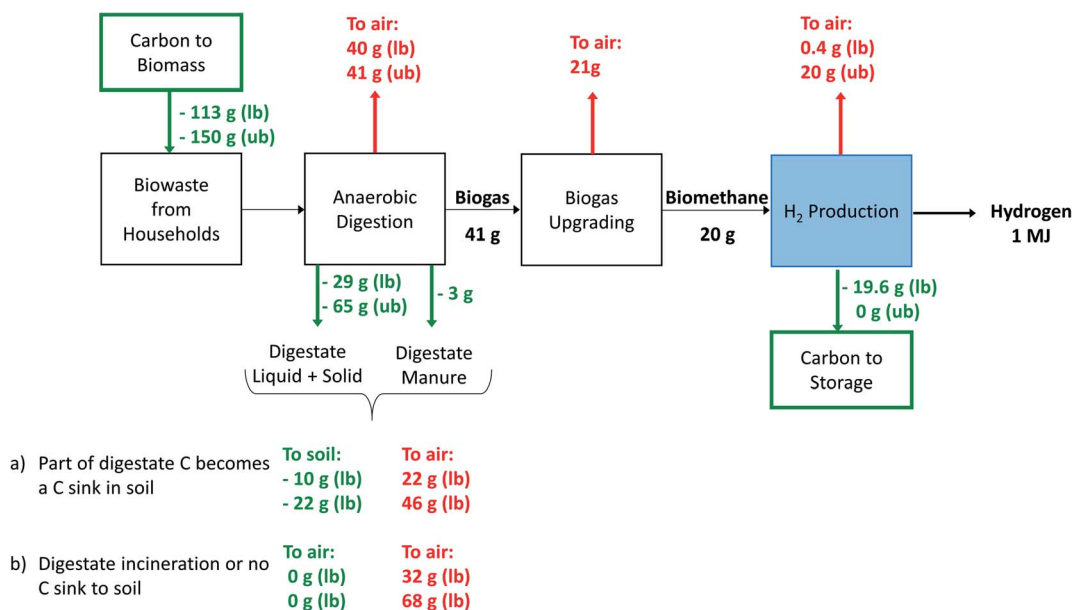 Carbon to
Biomass
- 113 g (lb)
- 150 g (ub)
To air:
40 g (lb)
41 g (ub)
To air:
21g
To air:
0.4 g (lb)
20 g (ub)
Biowaste
from
Households
Anaerobic
Digestion
Biogas
41 g
Biogas
Upgrading
Biomethane
20 g
H₂ Production
Hydrogen
1 MJ
- 29 g (lb)
- 65 g (ub)
- 3 g
- 19.6 g (lb)
0 g (ub)
Digestate
Liquid + Solid
Digestate
Manure
Carbon to
Storage
a) Part of digestate C becomes
a C sink in soil
To soil:
- 10 g (lb)
- 22 g (lb)
To air:
22 g (lb)
46 g (lb)
b) Digestate incineration or no
C sink to soil
To air:
0 g (lb)
0 g (lb)
To air:
32 g (lb)
68 g (lb)